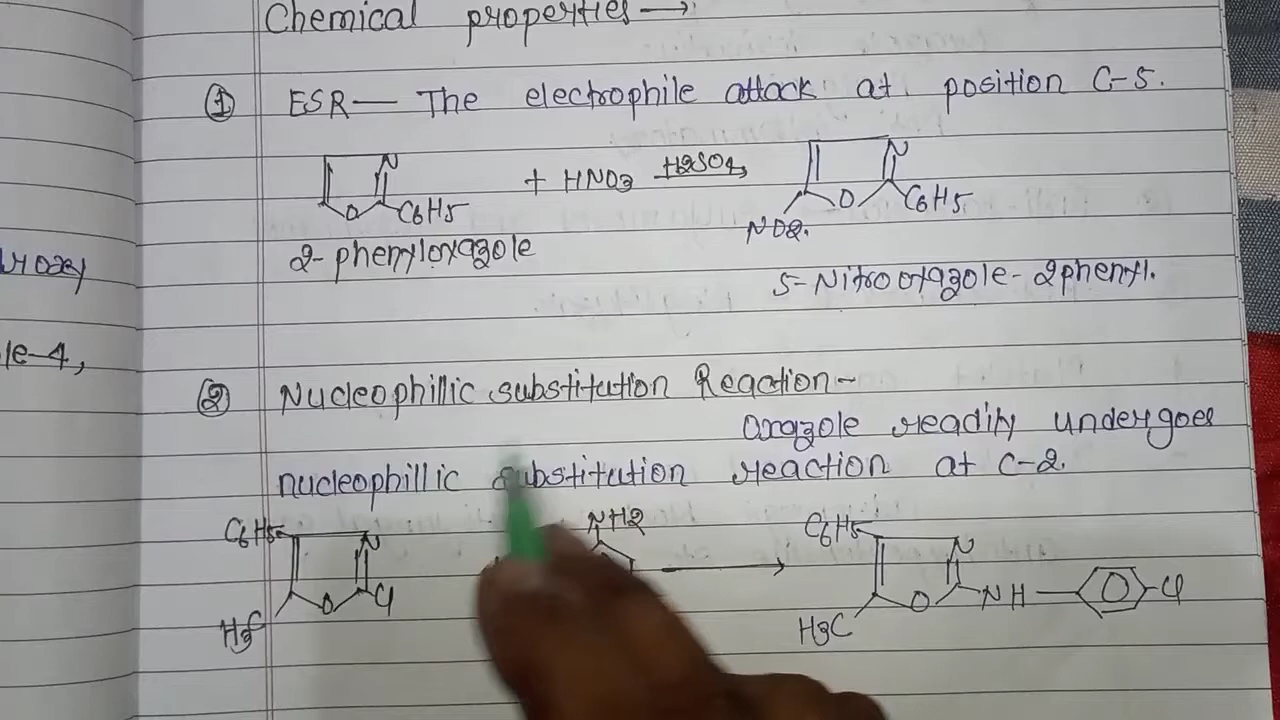 Chemical properties →
① ESR— The electrophile attack at position C-5.
N
O C6H5 + HNO3 H2SO4 N
O C6H5
NO2.
2-phenyloxazole
5-Nitrooxazole-2phenyl.
le-4,
② Nucleophillic substitution Reaction-
Oxazole readily undergoes
nucleophillic substitution reaction at C-2.
C6H5 N NH2 C6H5 N
O Cl O NH Cl
H3C H3C